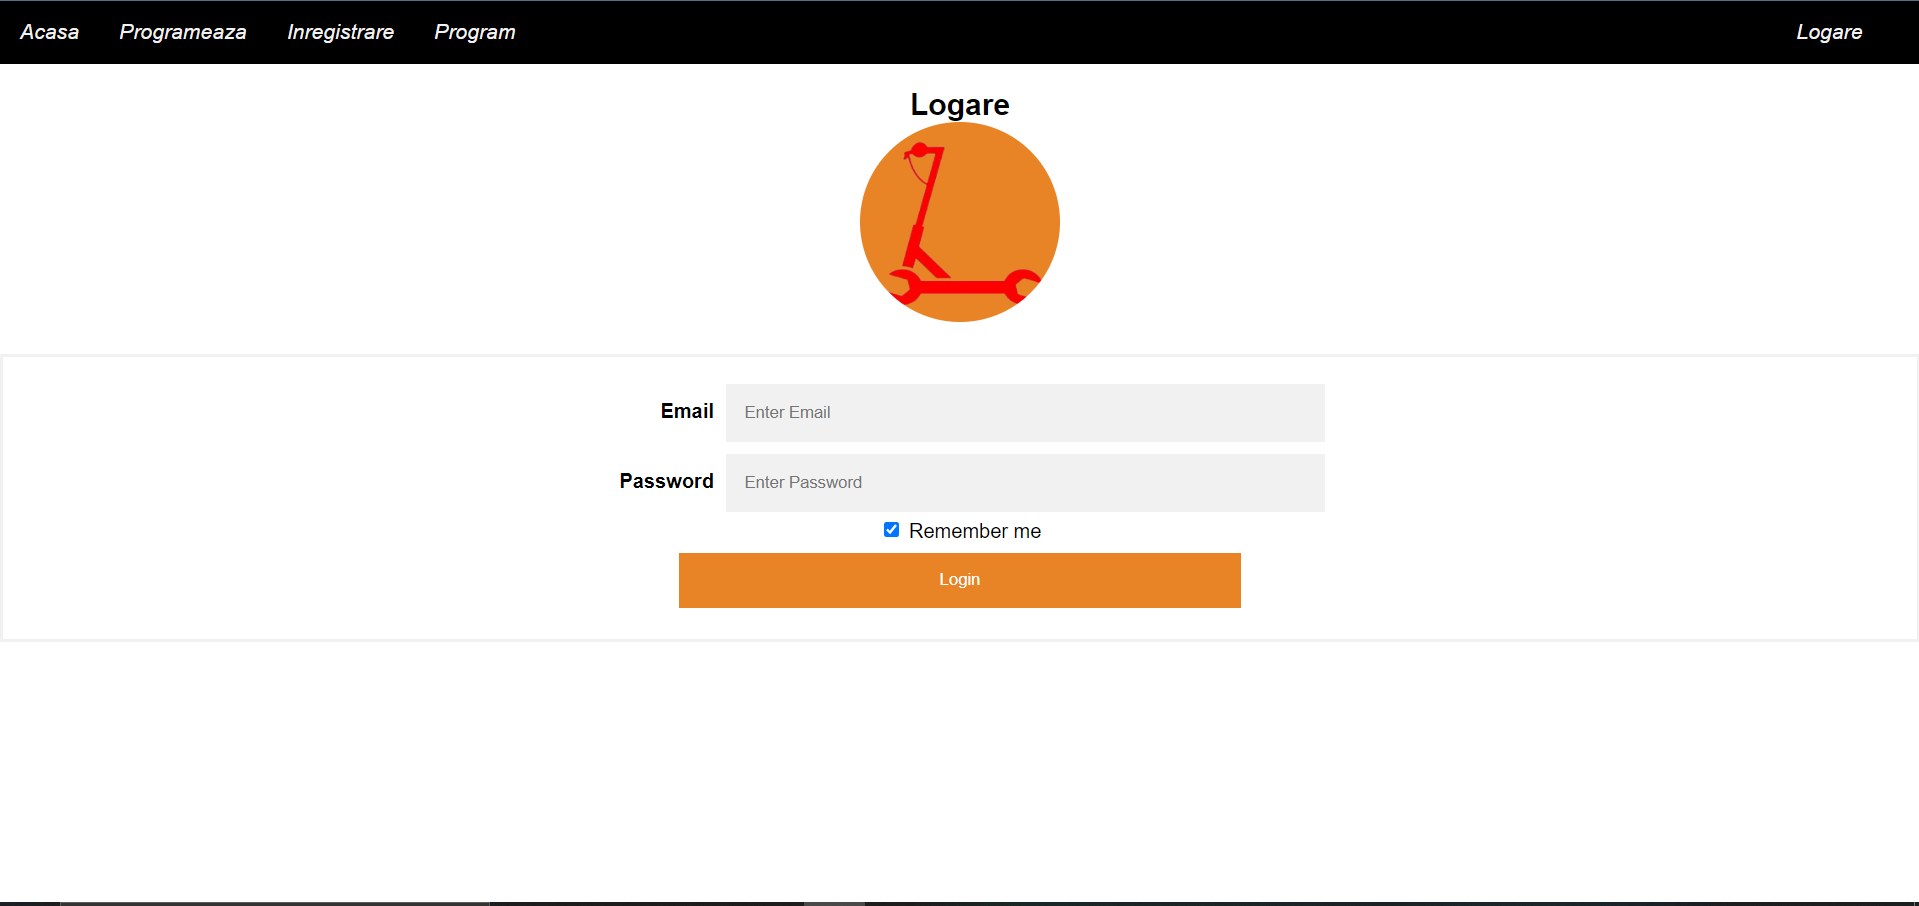 Acasa Programeaza Inregistrare Program Logare
Logare
Email Enter Email
Password Enter Password
Remember me
Login